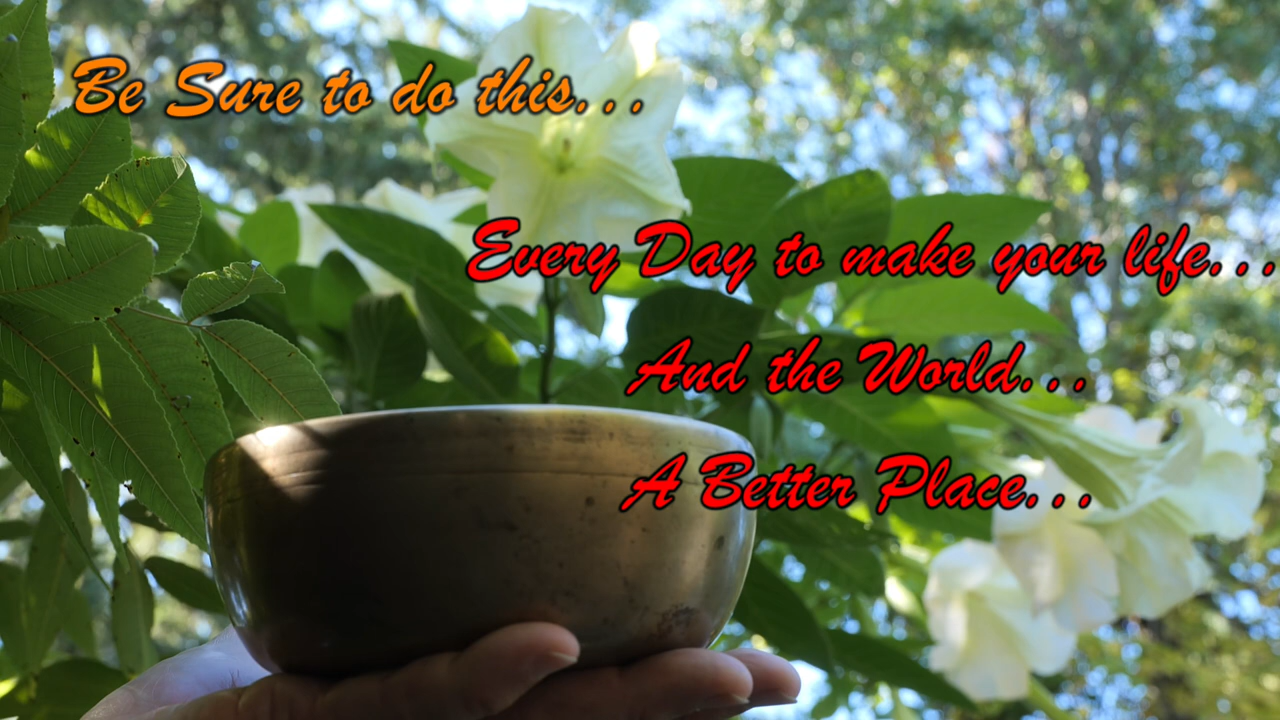 Be Sure to do this...
Every Day to make your life...
And the World...
A Better Place...